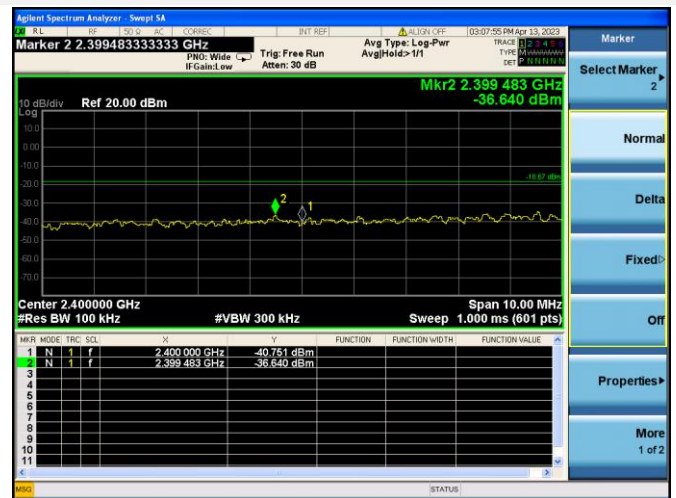 Agilent Spectrum Analyzer - Swept SA
RL RF 50 Ω AC CORREC INT REF ALIGN OFF 03:07:55 PM Apr 13, 2023
Marker 2 2.399483333333 GHz
PNO: Wide Trig: Free Run Avg Type: Log-Pwr TRACE 1 2 3 4 5 6
IFGain:Low Atten: 30 dB Avg|Hold>1/1 TYPE M
DET P N N N N N
Mkr2 2.399 483 GHz
10 dB/div Ref 20.00 dBm -36.640 dBm
Log
10.0
0.00
-10.0
-18.67 dBm
-20.0
-30.0
2
1
-40.0
-50.0
-60.0
-70.0
Center 2.400000 GHz Span 10.00 MHz
#Res BW 100 kHz #VBW 300 kHz Sweep 1.000 ms (601 pts)
MKR MODE TRC SCL X Y FUNCTION FUNCTION WIDTH FUNCTION VALUE
1 N 1 f 2.400 000 GHz -40.751 dBm
2 N 1 f 2.399 483 GHz -36.640 dBm
3
4
5
6
7
8
9
10
11
MSG STATUS
Marker
Select Marker
2
Normal
Delta
Fixed
Off
Properties
More
1 of 2